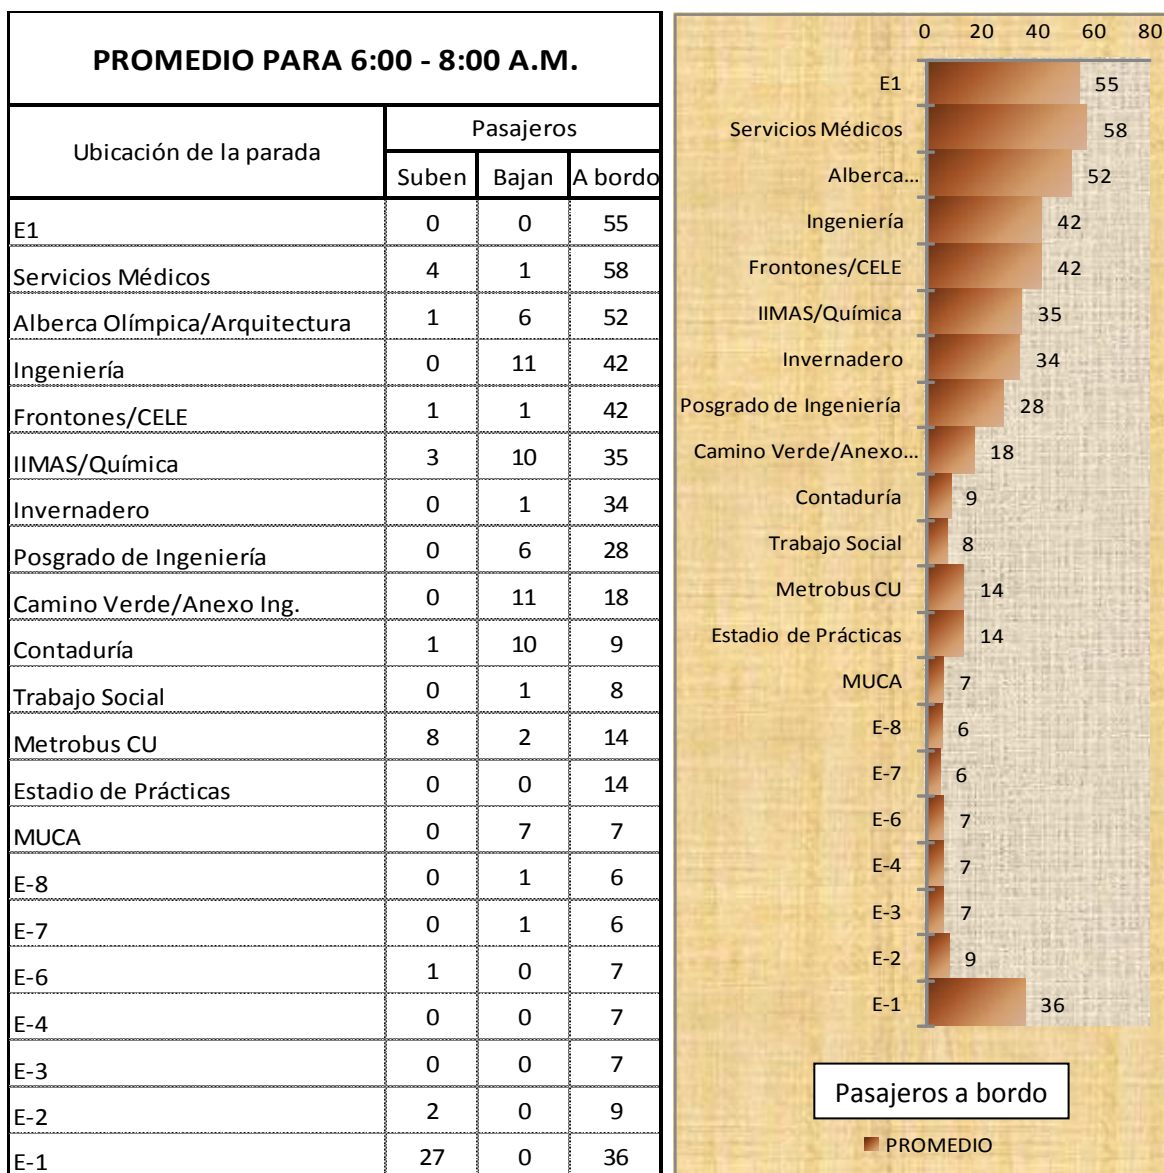 PROMEDIO PARA 6:00 - 8:00 A.M.
Ubicación de la parada
Pasajeros
Suben Bajan A bordo
E1 0 0 55
Servicios Médicos 4 1 58
Alberca Olímpica/Arquitectura 1 6 52
Ingeniería 0 11 42
Frontones/CELE 1 1 42
IIMAS/Química 3 10 35
Invernadero 0 1 34
Posgrado de Ingeniería 0 6 28
Camino Verde/Anexo Ing. 0 11 18
Contaduría 1 10 9
Trabajo Social 0 1 8
Metrobus CU 8 2 14
Estadio de Prácticas 0 0 14
MUCA 0 7 7
E-8 0 1 6
E-7 0 1 6
E-6 1 0 7
E-4 0 0 7
E-3 0 0 7
E-2 2 0 9
E-1 27 0 36
0 20 40 60 80
E1 55
Servicios Médicos 58
Alberca... 52
Ingeniería 42
Frontones/CELE 42
IIMAS/Química 35
Invernadero 34
Posgrado de Ingeniería 28
Camino Verde/Anexo... 18
Contaduría 9
Trabajo Social 8
Metrobus CU 14
Estadio de Prácticas 14
MUCA 7
E-8 6
E-7 6
E-6 7
E-4 7
E-3 7
E-2 9
E-1 36
Pasajeros a bordo
PROMEDIO